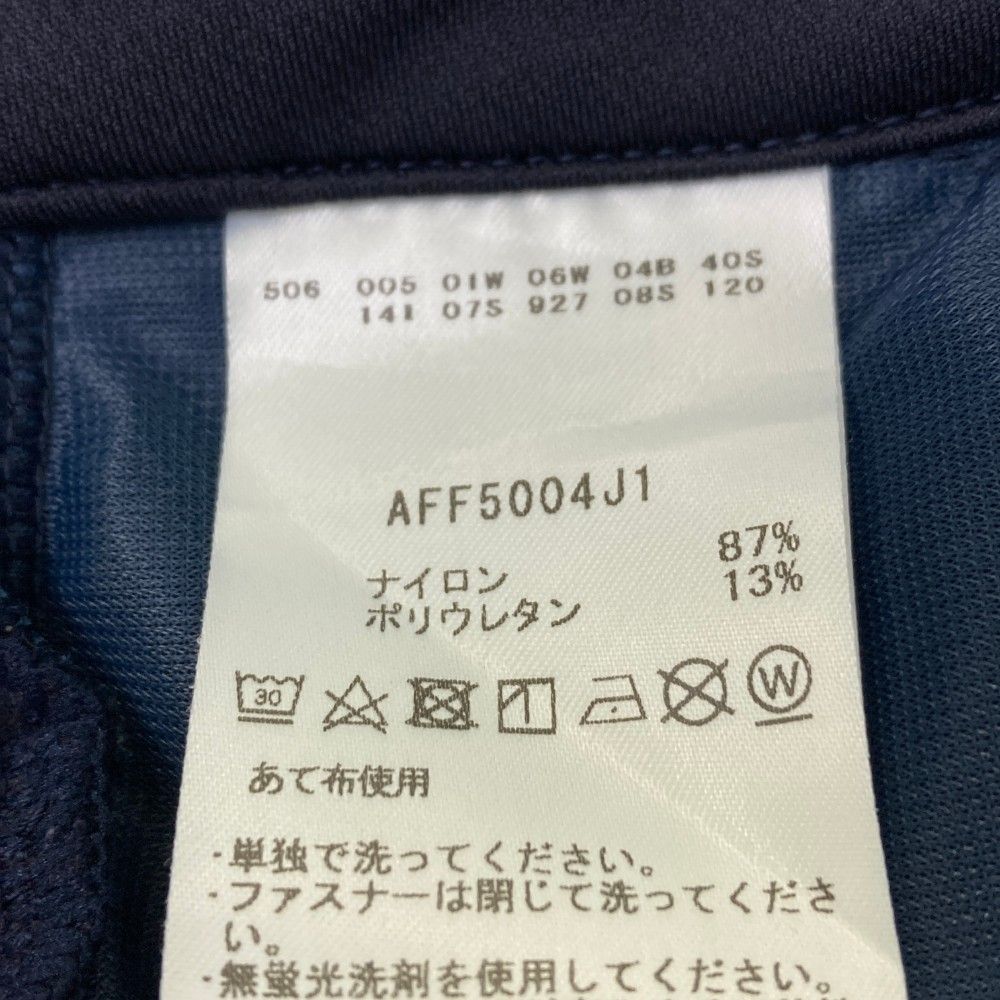 506 005 01W 06W 04B 40S
141 07S 927 08S 120
AFF5004J1
ナイロン 87%
ポリウレタン 13%
30 W
あて布使用
・単独で洗ってください。
・ファスナーは閉じて洗ってくださ
い。
・無蛍光洗剤を使用してください。